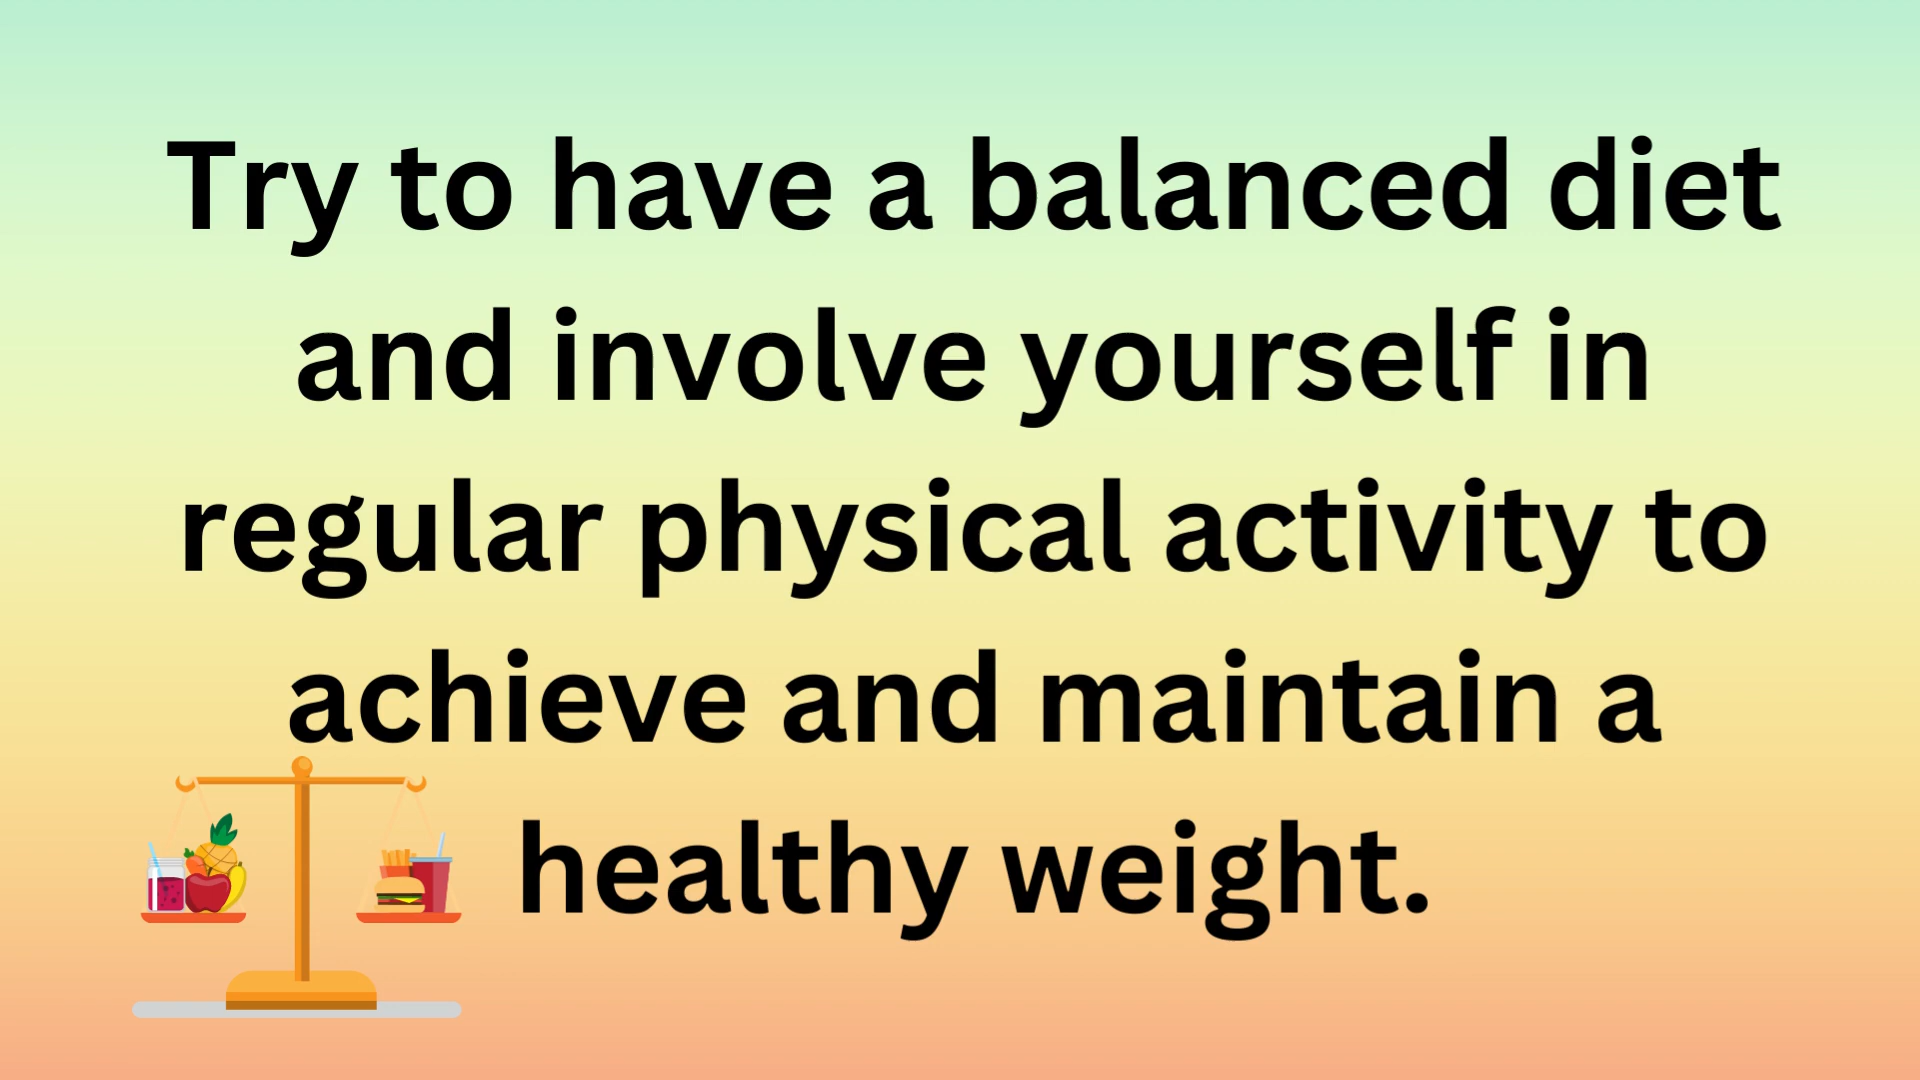 Try to have a balanced diet
and involve yourself in
regular physical activity to
achieve and maintain a
healthy weight.